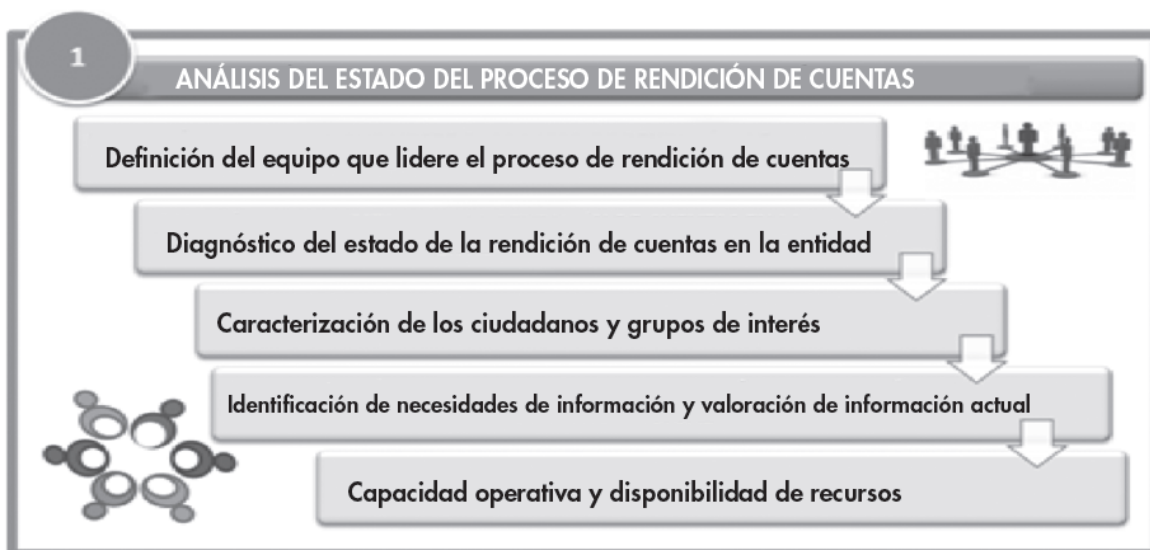 1
ANÁLISIS DEL ESTADO DEL PROCESO DE RENDICIÓN DE CUENTAS
Definición del equipo que lidere el proceso de rendición de cuentas
Diagnóstico del estado de la rendición de cuentas en la entidad
Caracterización de los ciudadanos y grupos de interés
Identificación de necesidades de información y valoración de información actual
Capacidad operativa y disponibilidad de recursos